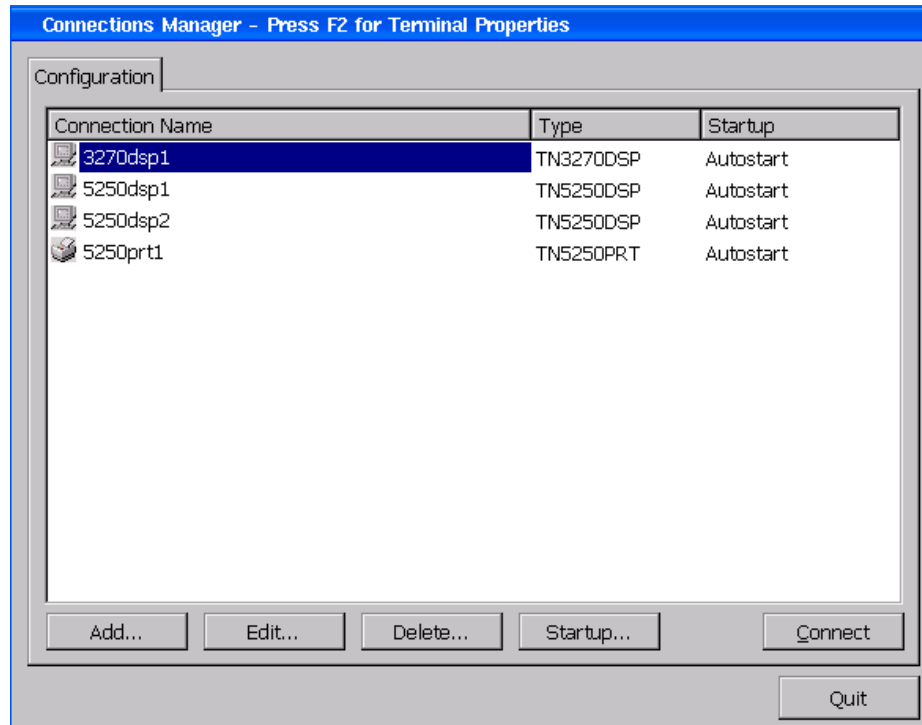 Connections Manager - Press F2 for Terminal Properties
Configuration
Connection Name Type Startup
3270dsp1 TN3270DSP Autostart
5250dsp1 TN5250DSP Autostart
5250dsp2 TN5250DSP Autostart
5250prt1 TN5250PRT Autostart
Add... Edit... Delete... Startup... Connect
Quit